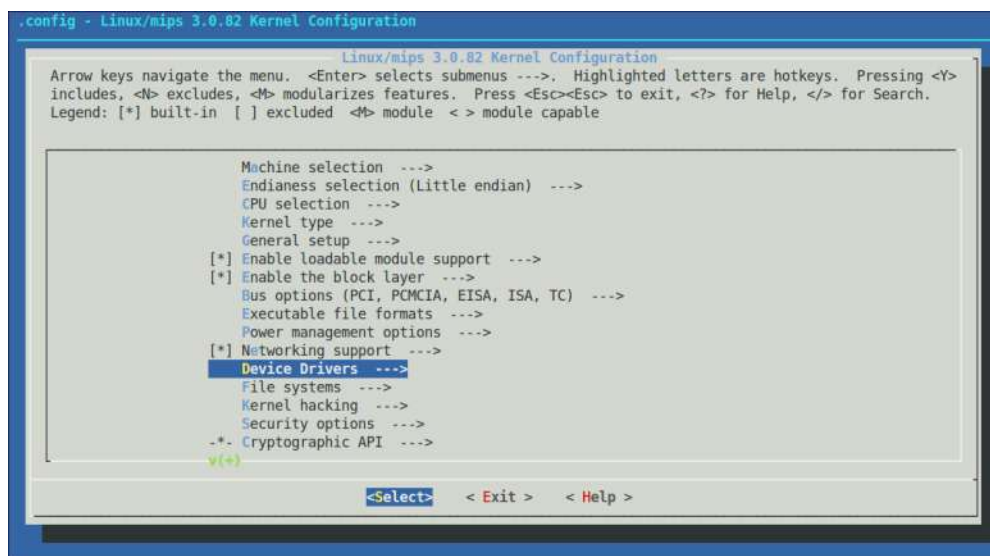 .config - Linux/mips 3.0.82 Kernel Configuration
Linux/mips 3.0.82 Kernel Configuration
Arrow keys navigate the menu.  <Enter> selects submenus --->.  Highlighted letters are hotkeys.  Pressing <Y>
includes, <N> excludes, <M> modularizes features.  Press <Esc><Esc> to exit, <?> for Help, </> for Search.
Legend: [*] built-in  [ ] excluded  <M> module  < > module capable
Machine selection  --->
Endianess selection (Little endian)  --->
CPU selection  --->
Kernel type  --->
General setup  --->
[*] Enable loadable module support  --->
[*] Enable the block layer  --->
Bus options (PCI, PCMCIA, EISA, ISA, TC)  --->
Executable file formats  --->
Power management options  --->
[*] Networking support  --->
Device Drivers  --->
File systems  --->
Kernel hacking  --->
Security options  --->
-*- Cryptographic API  --->
v(+)
<Select>    < Exit >    < Help >